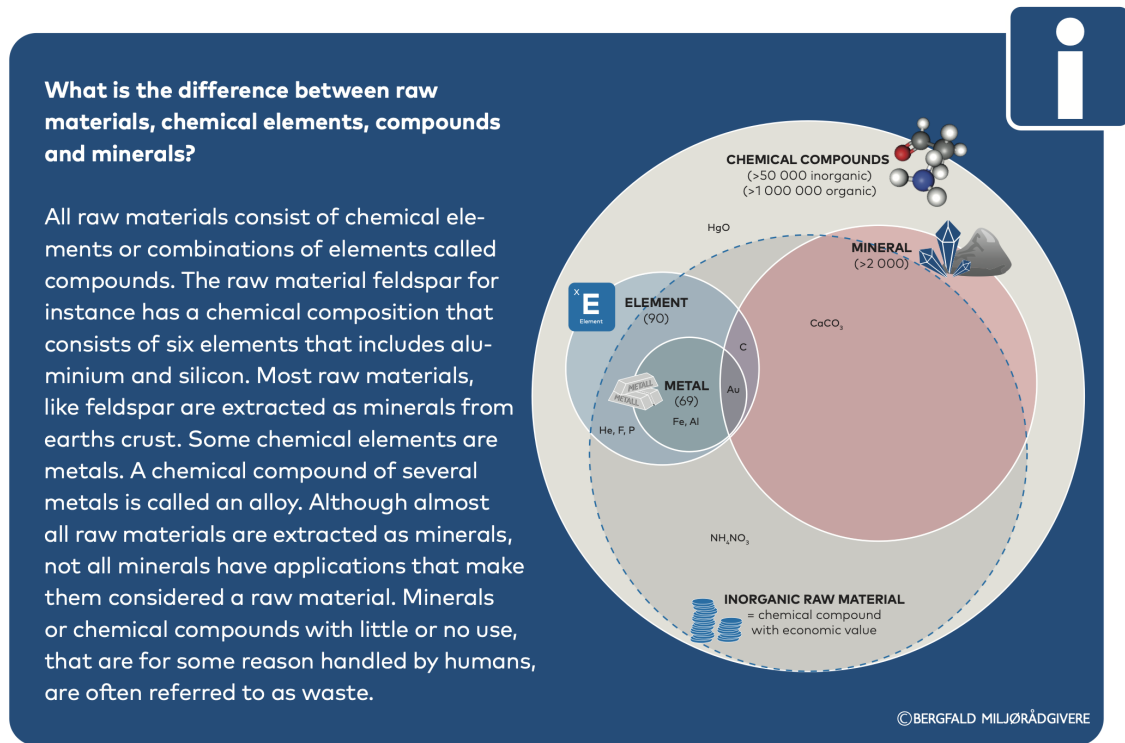 What is the difference between raw
materials, chemical elements, compounds
and minerals?
All raw materials consist of chemical ele-
ments or combinations of elements called
compounds. The raw material feldspar for
instance has a chemical composition that
consists of six elements that includes alu-
minium and silicon. Most raw materials,
like feldspar are extracted as minerals from
earths crust. Some chemical elements are
metals. A chemical compound of several
metals is called an alloy. Although almost
all raw materials are extracted as minerals,
not all minerals have applications that make
them considered a raw material. Minerals
or chemical compounds with little or no use,
that are for some reason handled by humans,
are often referred to as waste.
i
CHEMICAL COMPOUNDS
(>50 000 inorganic)
(>1 000 000 organic)
HgO
MINERAL
(>2 000)
CaCO₃
X
E
Element
ELEMENT
(90)
C
METALL
METALL
METAL
(69)
Au
Fe, Al
He, F, P
NH₄NO₃
INORGANIC RAW MATERIAL
= chemical compound
with economic value
©BERGFALD MILJØRÅDGIVERE